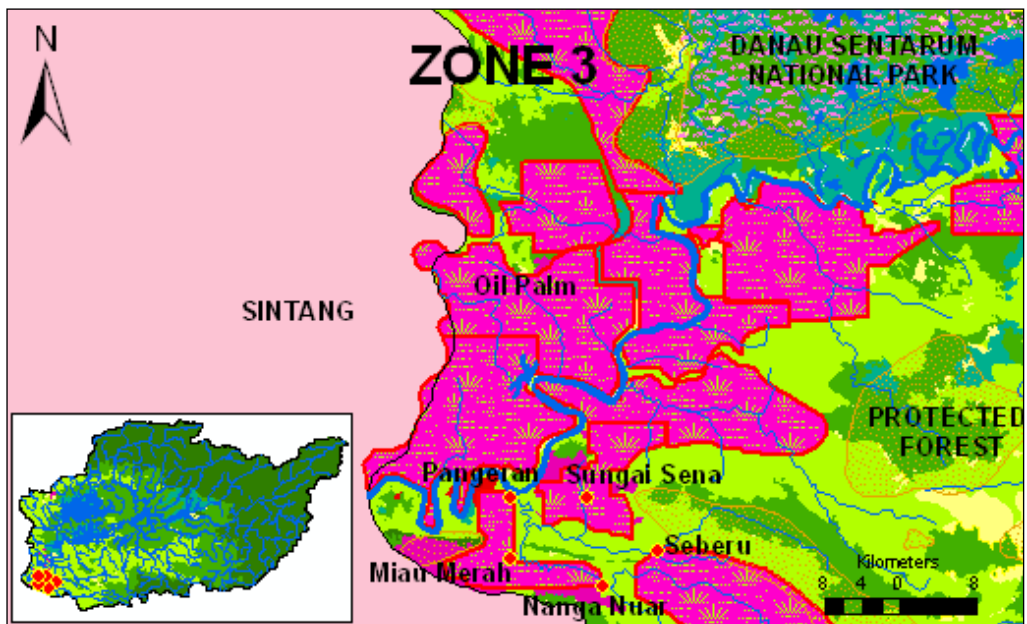 N
ZONE 3
DANAU SENTARUM
NATIONAL PARK
Oil Palm
SINTANG
PROTECTED
FOREST
Pangeran
Sungai Sena
Seberu
Miau Merah
Nanga Nuar
Kilometers
8 4 0 8